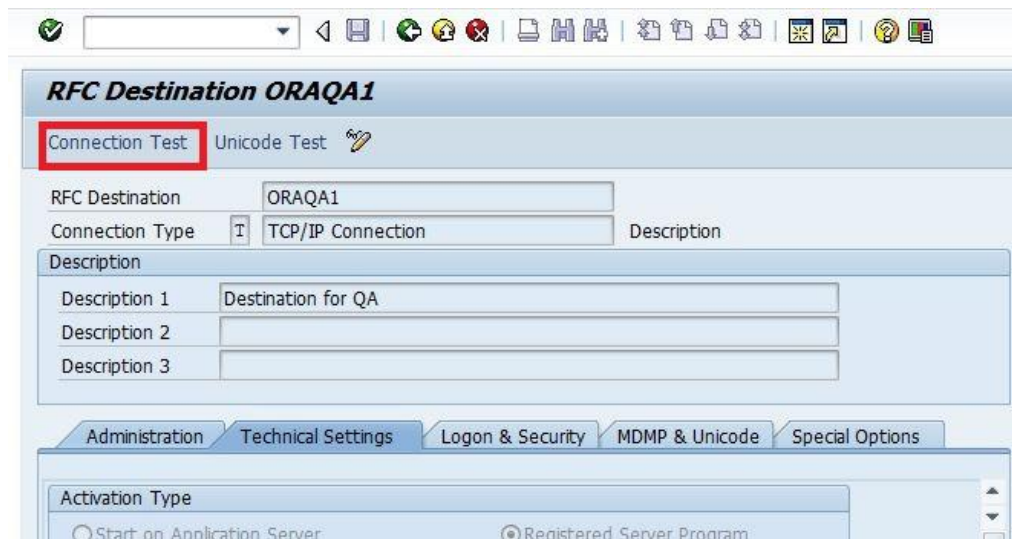 RFC Destination ORAQA1
Connection Test Unicode Test
RFC Destination ORAQA1
Connection Type T TCP/IP Connection Description
Description
Description 1 Destination for QA
Description 2
Description 3
Administration Technical Settings Logon & Security MDMP & Unicode Special Options
Activation Type
Start on Application Server Registered Server Program